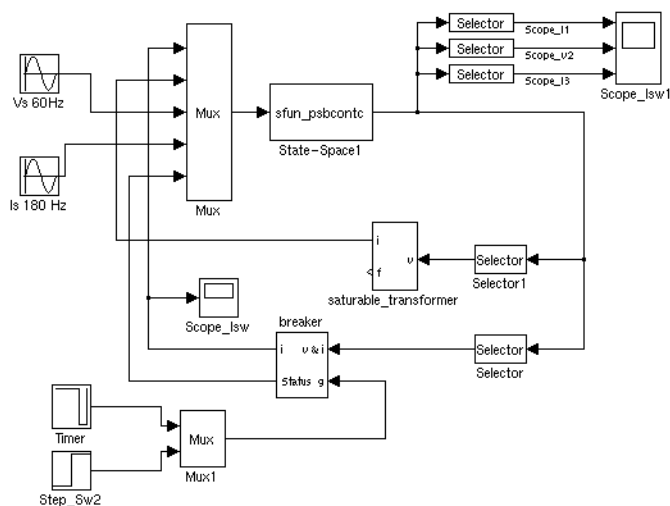 Selector
Scope_I1
Selector
Scope_v2
Selector
Scope_I3
Scope_Isw1
Vs 60Hz
Mux
sfun_psbcontc
State-Space1
Is 180 Hz
Mux
i
v
f
saturable_transformer
Selector
Selector1
Scope_Isw
breaker
i
v & i
Status
g
Selector
Selector
Timer
Mux
Mux1
Step_Sw2